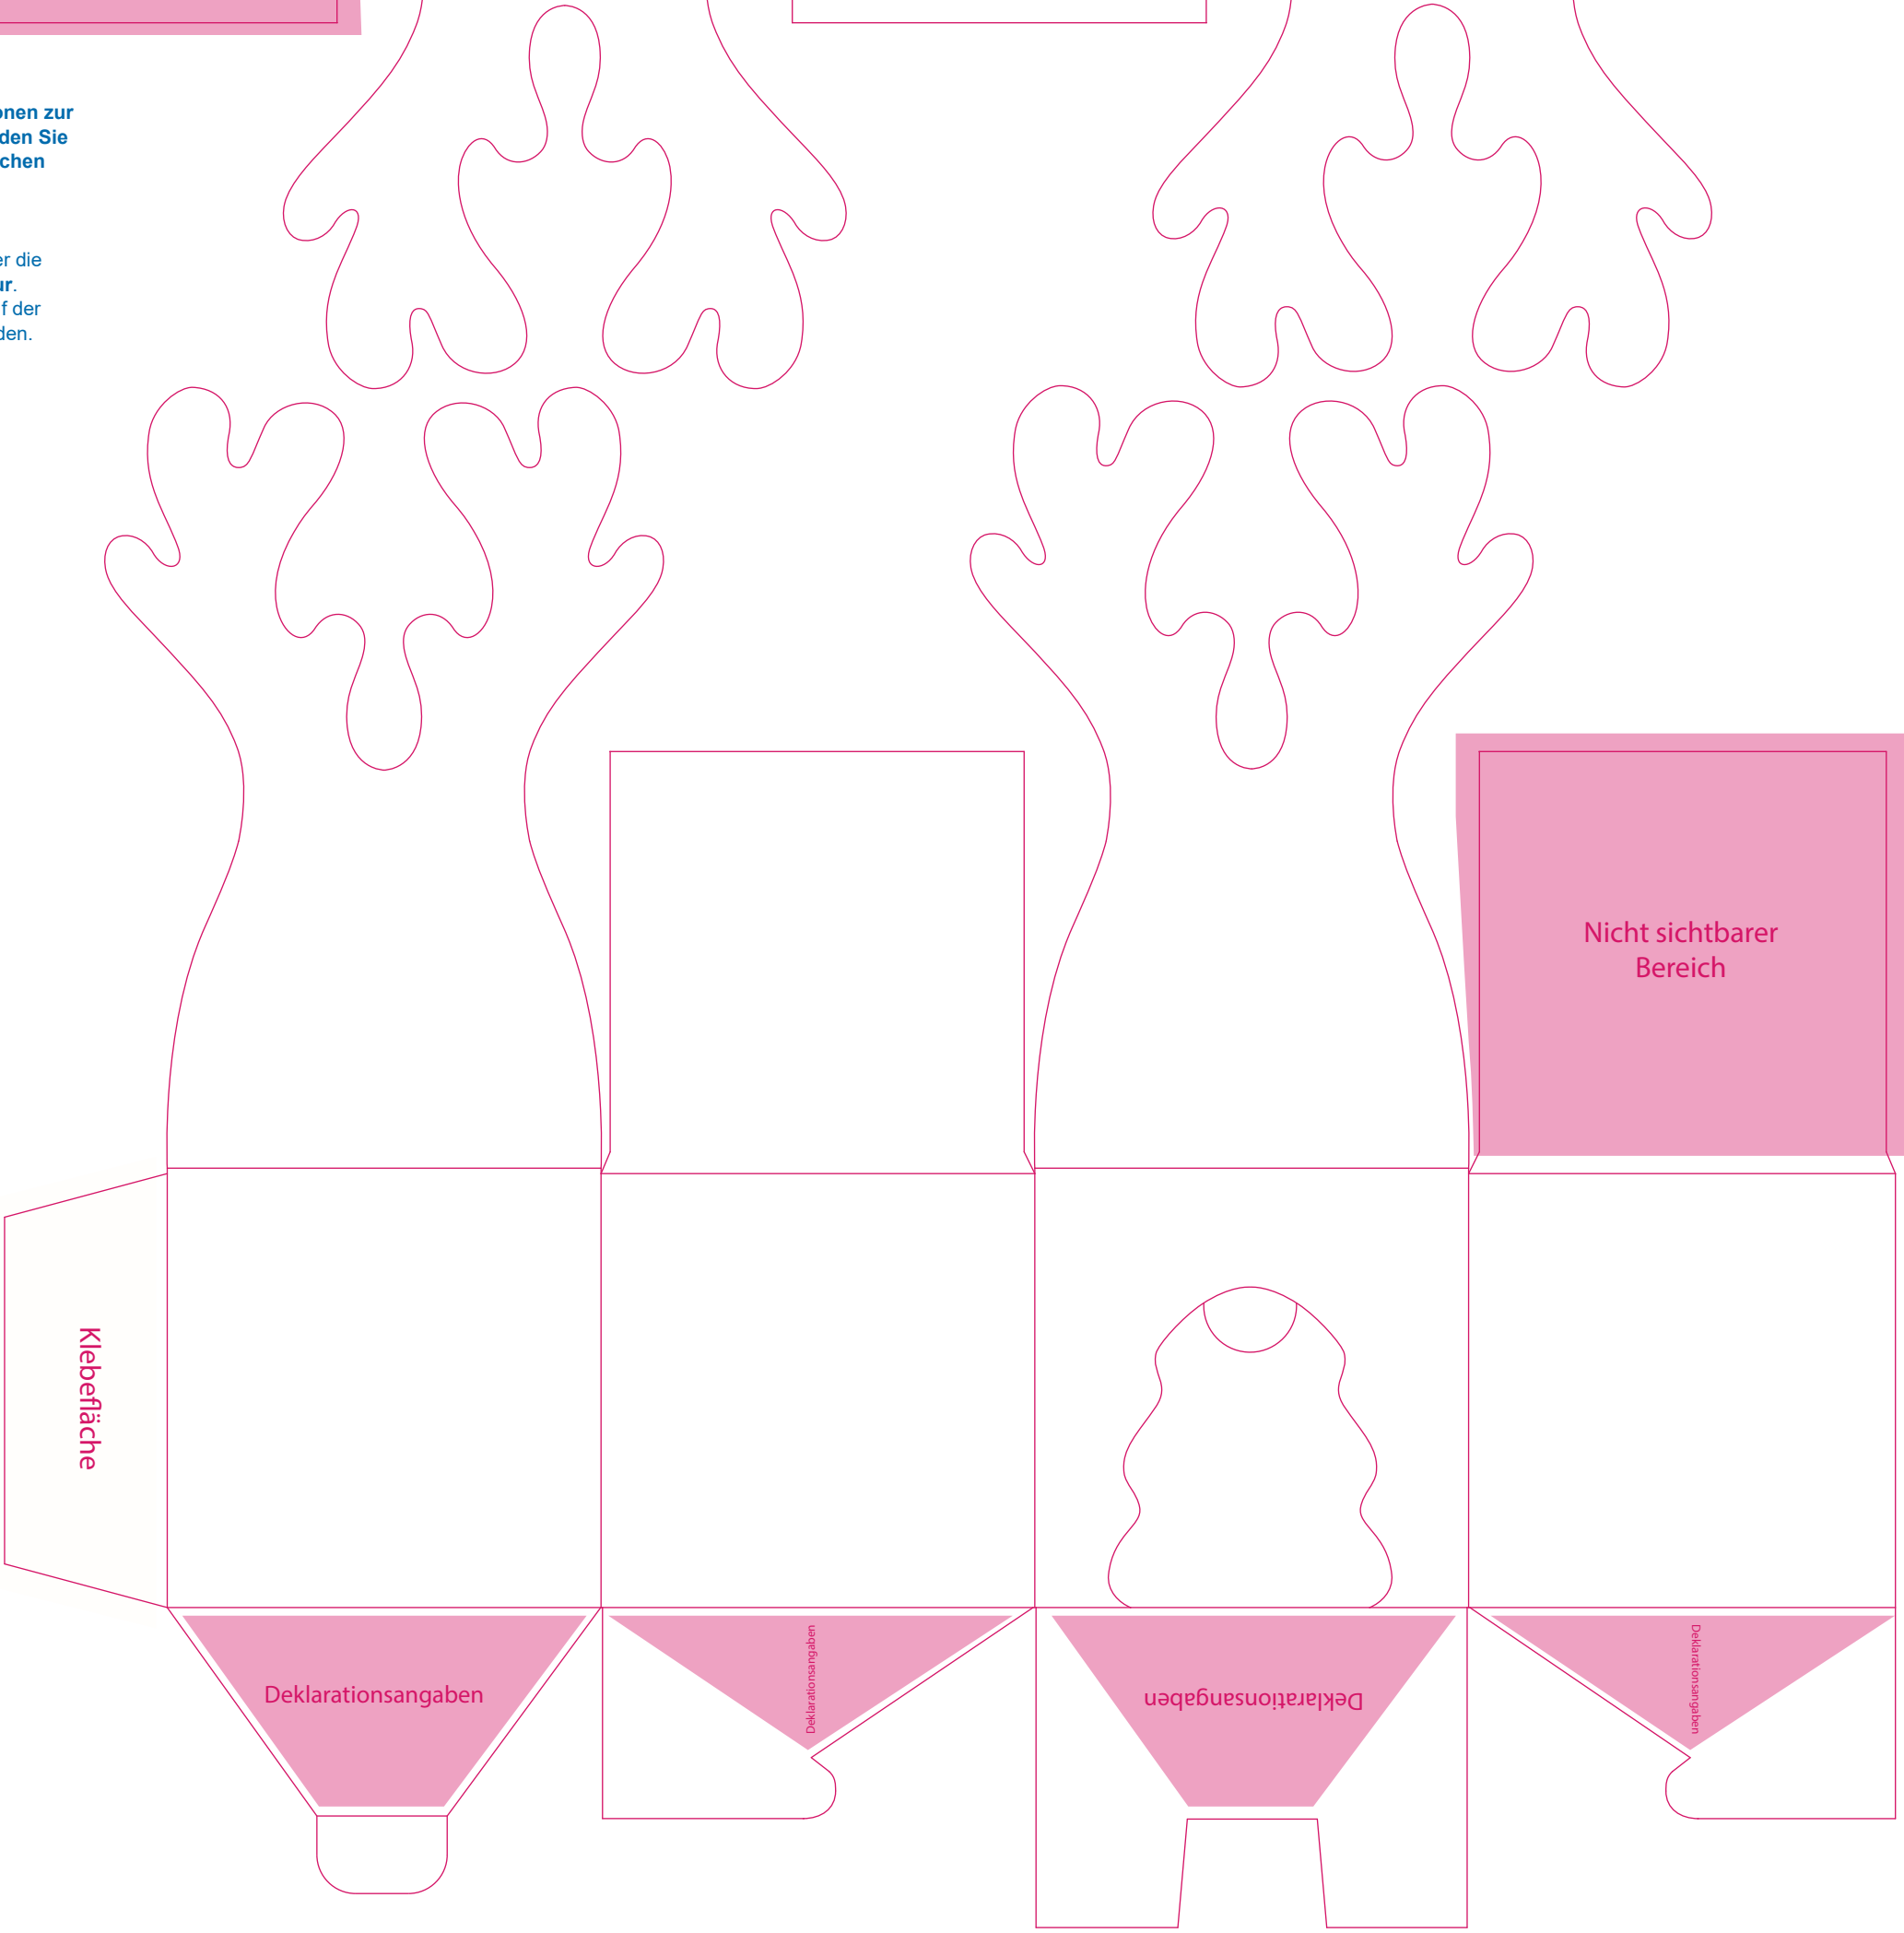 onen zur
den Sie
chen
er die
ur.
f der
den.
Nicht sichtbarer
Bereich
Klebefläche
Deklarationsangaben
Deklarationsangaben
Deklarationsangaben
Deklarationsangaben